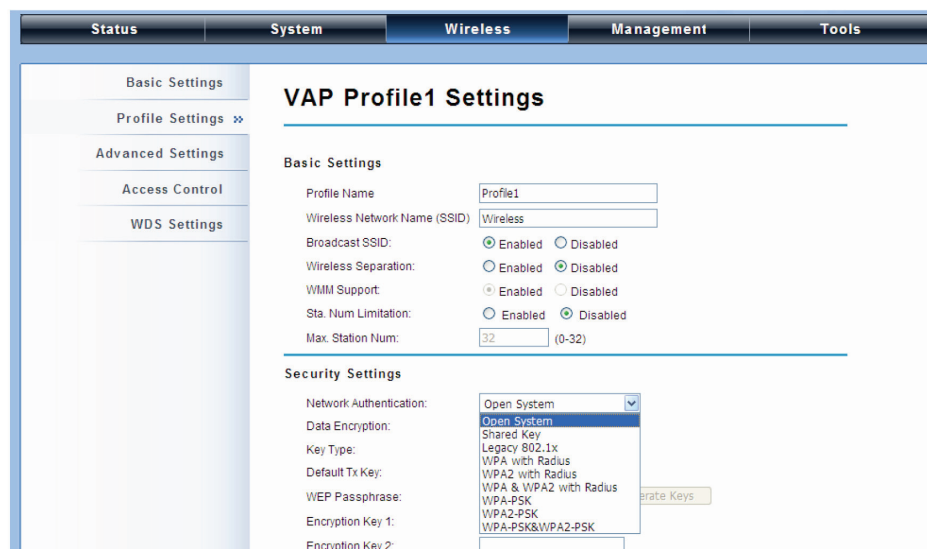 Status System Wireless Management Tools
Basic Settings
Profile Settings »
Advanced Settings
Access Control
WDS Settings
VAP Profile1 Settings
Basic Settings
Profile Name Profile1
Wireless Network Name (SSID) Wireless
Broadcast SSID: Enabled Disabled
Wireless Separation: Enabled Disabled
WMM Support: Enabled Disabled
Sta. Num Limitation: Enabled Disabled
Max. Station Num: 32 (0-32)
Security Settings
Network Authentication: Open System
Data Encryption:
Key Type:
Default Tx Key:
WEP Passphrase:
Encryption Key 1:
Encryption Key 2:
Open System
Shared Key
Legacy 802.1x
WPA with Radius
WPA2 with Radius
WPA & WPA2 with Radius
WPA-PSK
WPA2-PSK
WPA-PSK&WPA2-PSK
erate Keys